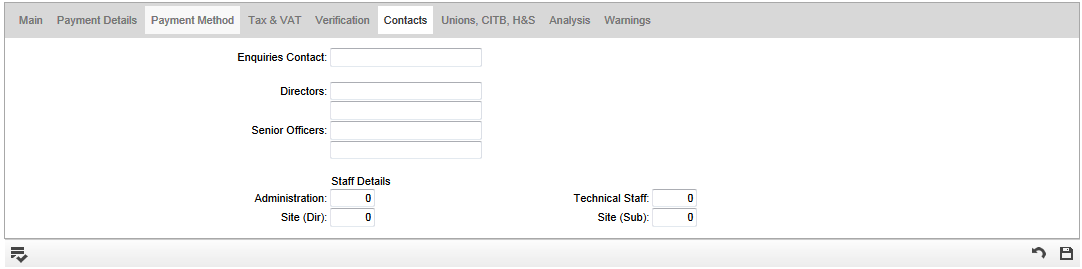 Main Payment Details Payment Method Tax & VAT Verification Contacts Unions, CITB, H&S Analysis Warnings
Enquiries Contact:
Directors:
Senior Officers:
Staff Details
Administration: 0 Technical Staff: 0
Site (Dir): 0 Site (Sub): 0